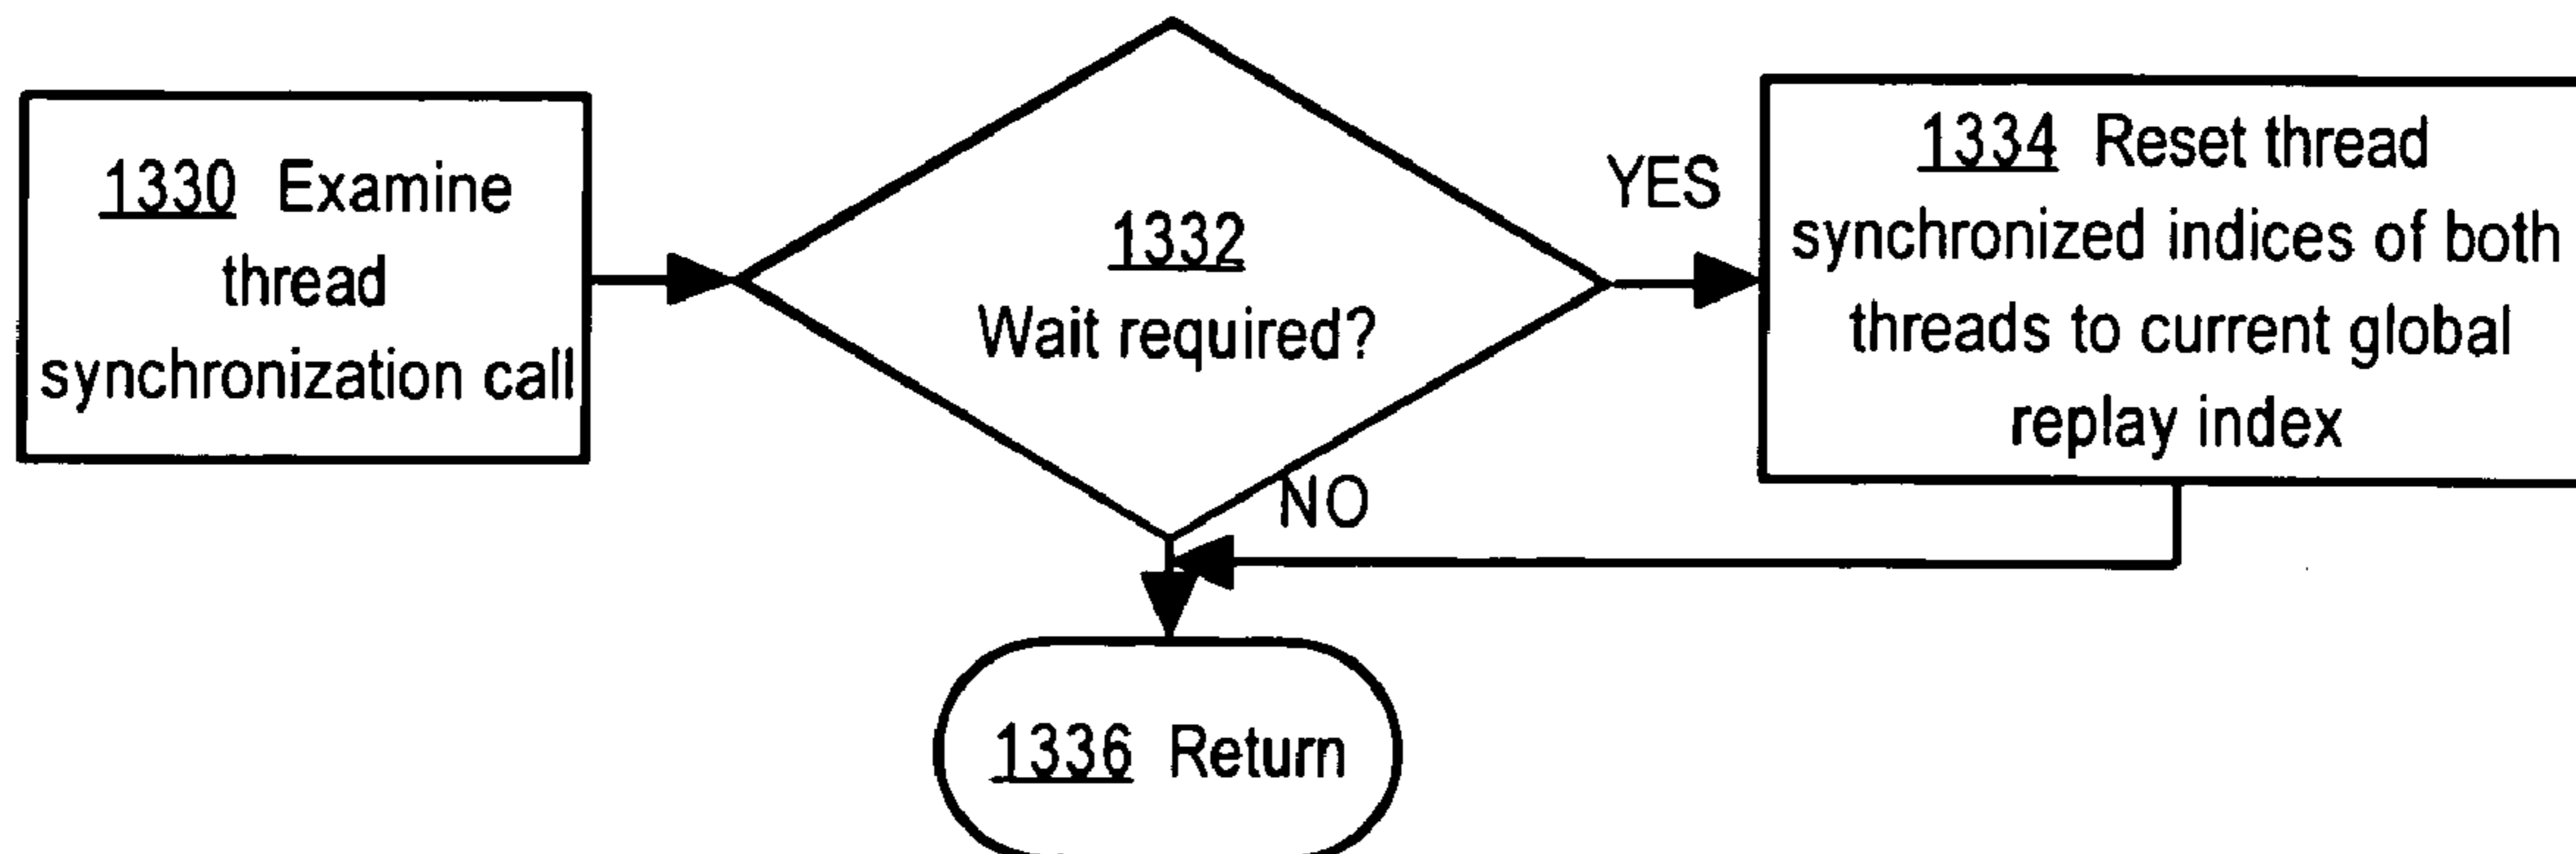 1330 Examine
thread
synchronization call
1332
Wait required?
YES
NO
1334 Reset thread
synchronized indices of both
threads to current global
replay index
1336 Return